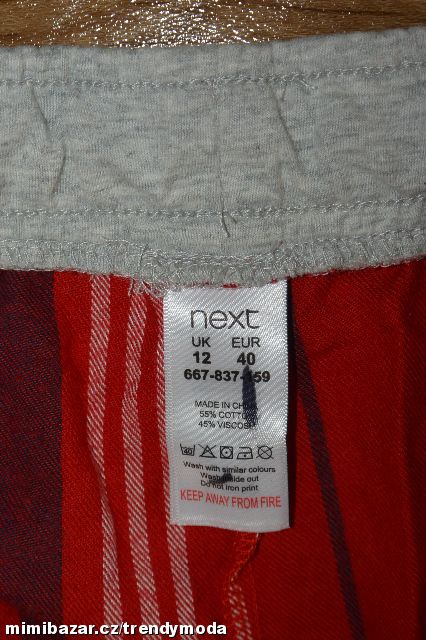 next
UK EUR
12 40
667-837-159
MADE IN CHINA
55% COTTON
45% VISCOSE
40
Wash with similar colours
Wash inside out
Do not iron print
KEEP AWAY FROM FIRE
mimibazar.cz/trendymoda